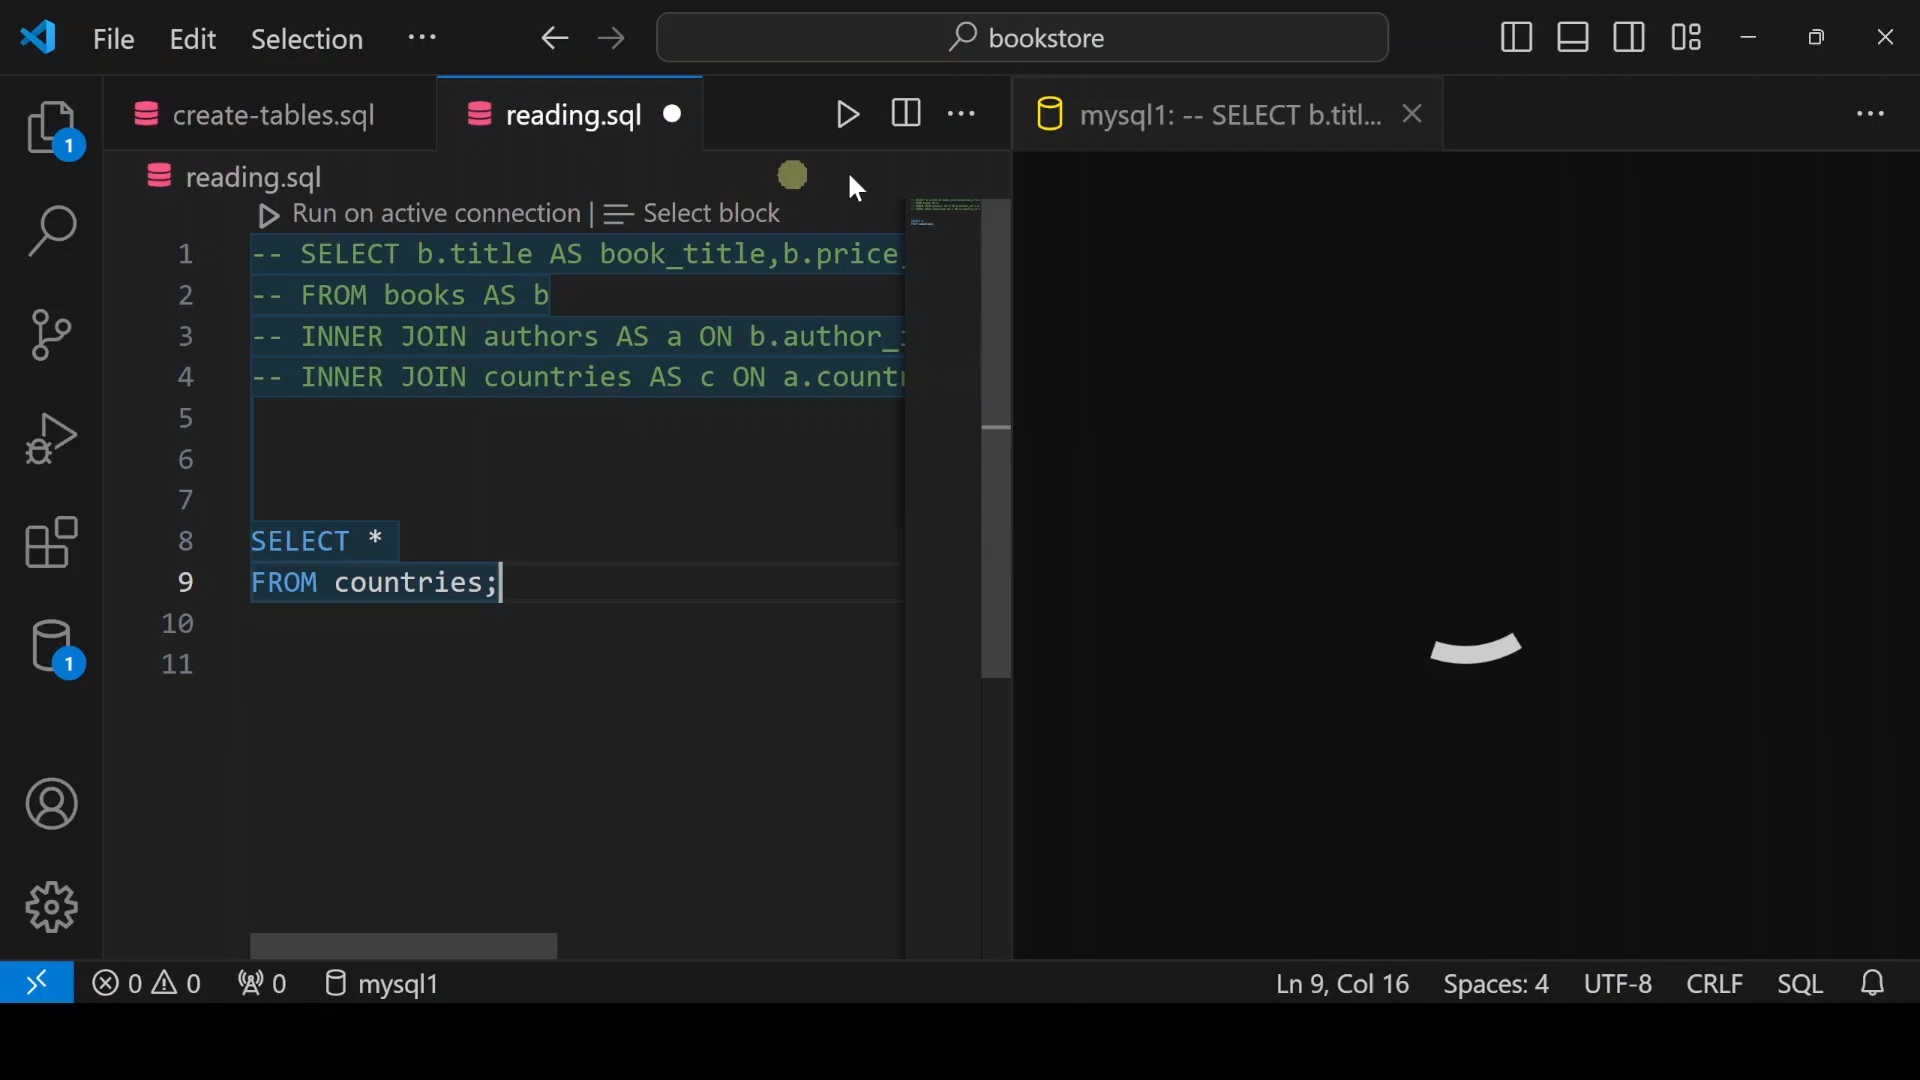 File Edit Selection ··· bookstore
create-tables.sql reading.sql mysql1: -- SELECT b.titl...
reading.sql
Run on active connection | Select block
1 -- SELECT b.title AS book_title,b.price
2 -- FROM books AS b
3 -- INNER JOIN authors AS a ON b.author_
4 -- INNER JOIN countries AS c ON a.count
5
6
7
8 SELECT *
9 FROM countries;
10
11
1
1
0 0 0 mysql1 Ln 9, Col 16 Spaces: 4 UTF-8 CRLF SQL